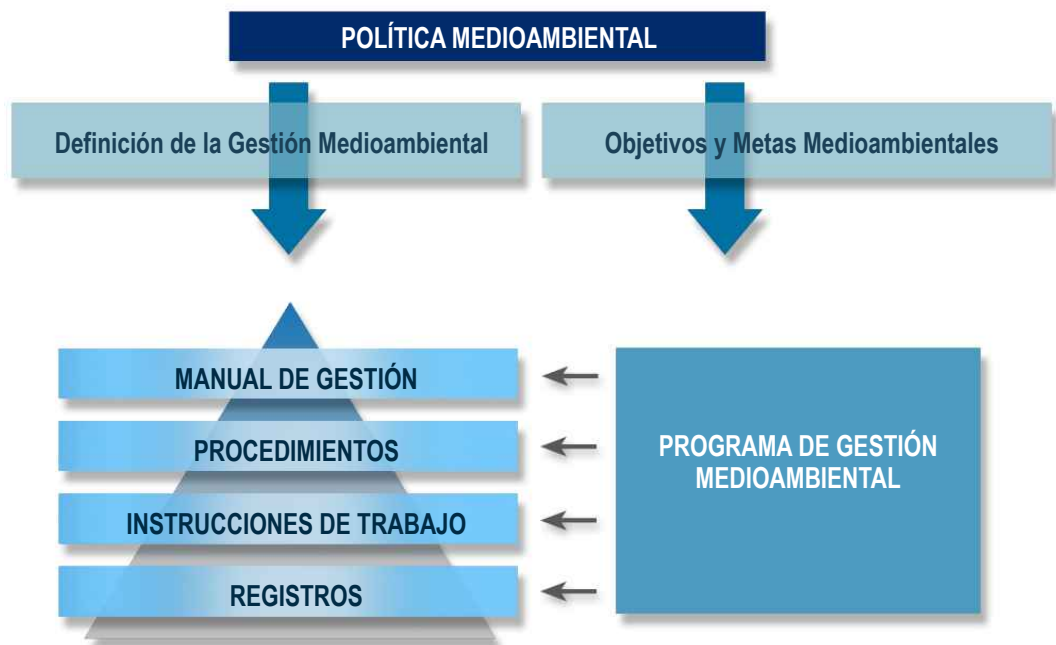 POLÍTICA MEDIOAMBIENTAL
Definición de la Gestión Medioambiental
Objetivos y Metas Medioambientales
MANUAL DE GESTIÓN
PROCEDIMIENTOS
INSTRUCCIONES DE TRABAJO
REGISTROS
PROGRAMA DE GESTIÓN
MEDIOAMBIENTAL